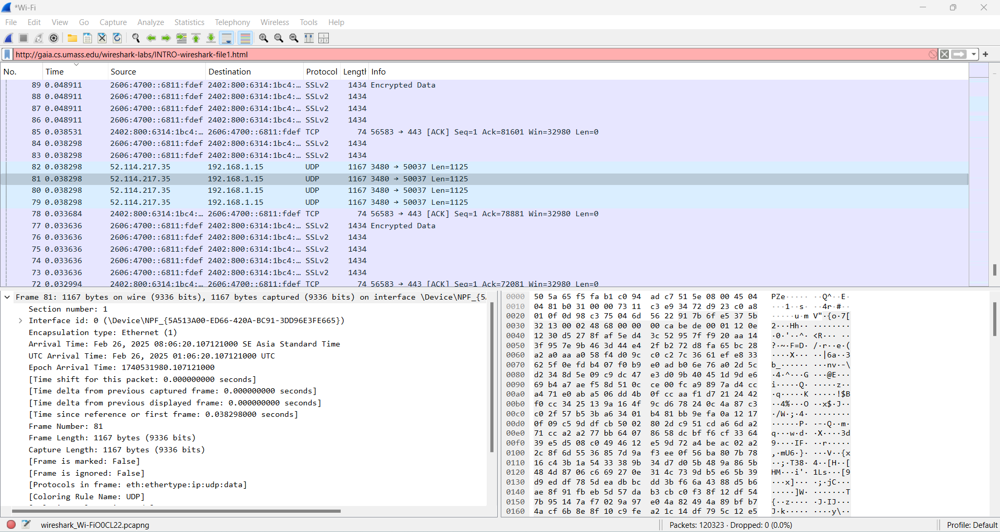 *Wi-Fi
File Edit View Go Capture Analyze Statistics Telephony Wireless Tools Help
http://gaia.cs.umass.edu/wireshark-labs/INTRO-wireshark-file1.html
No. Time Source Destination Protocol Length Info
89 0.048911 2606:4700::6811:fdef 2402:800:6314:1bc4:… SSLv2 1434 Encrypted Data
88 0.048911 2606:4700::6811:fdef 2402:800:6314:1bc4:… SSLv2 1434
87 0.048911 2606:4700::6811:fdef 2402:800:6314:1bc4:… SSLv2 1434
86 0.048911 2606:4700::6811:fdef 2402:800:6314:1bc4:… SSLv2 1434
85 0.038531 2402:800:6314:1bc4:… 2606:4700::6811:fdef TCP 74 56583 → 443 [ACK] Seq=1 Ack=81601 Win=32980 Len=0
84 0.038298 2606:4700::6811:fdef 2402:800:6314:1bc4:… SSLv2 1434
83 0.038298 2606:4700::6811:fdef 2402:800:6314:1bc4:… SSLv2 1434
82 0.038298 52.114.217.35 192.168.1.15 UDP 1167 3480 → 50037 Len=1125
81 0.038298 52.114.217.35 192.168.1.15 UDP 1167 3480 → 50037 Len=1125
80 0.038298 52.114.217.35 192.168.1.15 UDP 1167 3480 → 50037 Len=1125
79 0.038298 52.114.217.35 192.168.1.15 UDP 1167 3480 → 50037 Len=1125
78 0.033684 2402:800:6314:1bc4:… 2606:4700::6811:fdef TCP 74 56583 → 443 [ACK] Seq=1 Ack=78881 Win=32980 Len=0
77 0.033636 2606:4700::6811:fdef 2402:800:6314:1bc4:… SSLv2 1434 Encrypted Data
76 0.033636 2606:4700::6811:fdef 2402:800:6314:1bc4:… SSLv2 1434
75 0.033636 2606:4700::6811:fdef 2402:800:6314:1bc4:… SSLv2 1434
74 0.033636 2606:4700::6811:fdef 2402:800:6314:1bc4:… SSLv2 1434
73 0.033636 2606:4700::6811:fdef 2402:800:6314:1bc4:… SSLv2 1434
72 0.032994 2402:800:6314:1bc4:… 2606:4700::6811:fdef TCP 74 56583 → 443 [ACK] Seq=1 Ack=72081 Win=32980 Len=0
Frame 81: 1167 bytes on wire (9336 bits), 1167 bytes captured (9336 bits) on interface \Device\NPF_{5
Section number: 1
Interface id: 0 (\Device\NPF_{5A513A00-ED66-420A-BC91-3DD96E3FE665})
Encapsulation type: Ethernet (1)
Arrival Time: Feb 26, 2025 08:06:20.107121000 SE Asia Standard Time
UTC Arrival Time: Feb 26, 2025 01:06:20.107121000 UTC
Epoch Arrival Time: 1740531980.107121000
[Time shift for this packet: 0.000000000 seconds]
[Time delta from previous captured frame: 0.000000000 seconds]
[Time delta from previous displayed frame: 0.000000000 seconds]
[Time since reference or first frame: 0.038298000 seconds]
Frame Number: 81
Frame Length: 1167 bytes (9336 bits)
Capture Length: 1167 bytes (9336 bits)
[Frame is marked: False]
[Frame is ignored: False]
[Protocols in frame: eth:ethertype:ip:udp:data]
[Coloring Rule Name: UDP]
0000 50 5a 65 f5 fa b1 c0 94 ad c7 51 5e 08 00 45 04 PZe····· ··Q^··E·
0010 04 81 b0 31 00 00 73 11 c3 e9 34 72 d9 23 c0 a8 ···1··s· ··4r·#··
0020 01 0f 0d 98 c3 75 04 6d 56 22 91 7b 6f e5 37 5b ·····u·m V"·{o·7[
0030 32 13 00 02 48 68 00 00 00 ca be de 00 01 12 0e 2···Hh·· ········
0040 12 30 d5 27 8f af 5e d4 3c 52 95 7f f9 20 aa 14 ·0·'··^· <R··· ··
0050 3f 95 7e 9b 46 3d 44 e4 2f b2 72 d8 fa 65 bc 28 ?·~·F=D· /·r··e·(
0060 a2 a0 aa a0 58 f4 d0 9c c0 c2 7c 36 61 ef e8 33 ····X··· ··|6a··3
0070 62 5f 0e fd b4 07 f0 b9 e0 ad b0 6e 76 a0 2d 5c b_······ ···nv·-\
0080 d2 34 8d 5e 09 c9 dc 47 e3 d0 9b 40 45 1d 9d e6 ·4·^···G ···@E···
0090 69 b4 a7 ae f5 8d 51 0c ce 00 fc a9 89 7a d4 cc i·····Q· ·····z··
00a0 a4 71 e0 ab a5 06 dd 4b 0f cc aa f1 d7 21 24 42 ·q·····K ·····!$B
00b0 f0 cc 34 25 13 9a 16 4f 9c d6 78 24 0c 4a 87 c3 ··4%···O ··x$·J··
00c0 c0 2f 57 b5 3b a6 34 01 b4 81 bb 9e fa 0a 12 17 ·/W·;·4· ········
00d0 0f 09 c5 9d df cb 50 02 80 2d c9 51 cd a6 6d a2 ······P· ·-·Q··m·
00e0 71 cc a2 a2 77 bb 64 07 86 58 dc bf f6 cf 33 64 q···w·d· ·X····3d
00f0 39 e5 d5 08 c0 49 46 12 e5 9d 72 a4 be ac 02 a2 9····IF· ··r·····
0100 2c 8f 6d 55 36 85 7d 9a f3 ee 0f 56 ba 80 7b 78 ,·mU6·}· ···V··{x
0110 16 c4 3b 1a 54 33 38 9b 34 d7 d0 5b 48 9a 86 5b ··;·T38· 4··[H··[
0120 48 4d 87 06 c6 69 27 0e 31 4c 73 9d b5 e6 5b 39 HM···i'· 1Ls···[9
0130 d9 ed df 78 5d ea db bc dd 3b f6 6a 43 88 d5 b6 ···x]··· ·;·jC···
0140 ae 8f 91 fb eb 5d 57 da b3 cb c0 f3 8f 12 df 54 ·····]W· ·······T
0150 7b 95 14 7a f7 02 9a 97 e0 4a 82 49 4a 89 bf b7 {··z···· ·J·IJ···
0160 4a cf 6b 8e 8f 10 c9 fe a2 1c 14 df 79 5c 12 e5 J·k····· ····y\··
wireshark_Wi-FiO0CL22.pcapng Packets: 120323 · Dropped: 0 (0.0%) Profile: Default